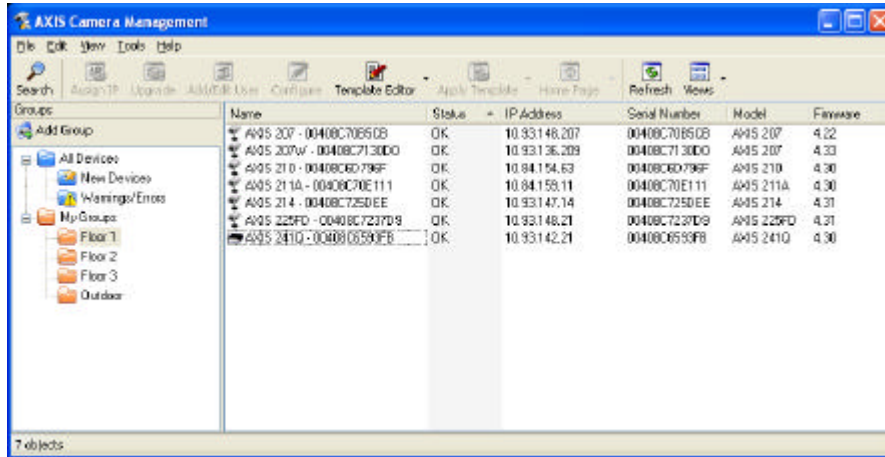 AXIS Camera Management
File Edit View Tools Help
Search Assign IP Upgrade Add/Edit User Configure Template Editor Apply Template Home Page Refresh Views
Groups
Add Group
All Devices
New Devices
Warnings/Errors
My Groups
Floor 1
Floor 2
Floor 3
Outdoor
Name Status IP Address Serial Number Model Firmware
AXIS 207 - 00408C70B5CB OK 10.93.148.207 00408C70B5CB AXIS 207 4.22
AXIS 207W - 00408C7130D0 OK 10.93.136.209 00408C7130D0 AXIS 207 4.33
AXIS 210 - 00408C6D796F OK 10.84.154.63 00408C6D796F AXIS 210 4.30
AXIS 211A - 00408C70E111 OK 10.84.159.11 00408C70E111 AXIS 211A 4.30
AXIS 214 - 00408C725DEE OK 10.93.147.14 00408C725DEE AXIS 214 4.31
AXIS 225FD - 00408C7237D9 OK 10.93.148.21 00408C7237D9 AXIS 225FD 4.31
AXIS 241Q - 00408C6593FB OK 10.93.142.21 00408C6593FB AXIS 241Q 4.30
7 objects